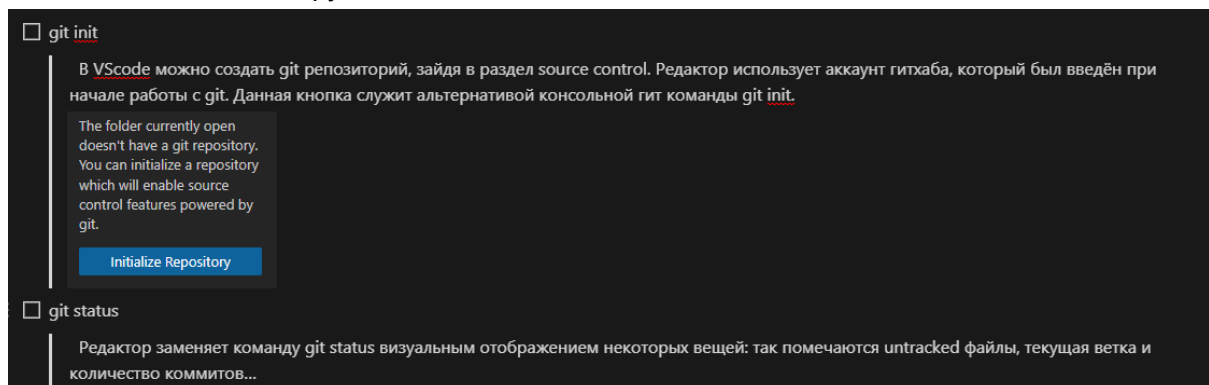 git init
В VScode можно создать git репозиторий, зайдя в раздел source control. Редактор использует аккаунт гитхаба, который был введён при
начале работы с git. Данная кнопка служит альтернативой консольной гит команды git init.
The folder currently open
doesn't have a git repository.
You can initialize a repository
which will enable source
control features powered by
git.
Initialize Repository
git status
Редактор заменяет команду git status визуальным отображением некоторых вещей: так помечаются untracked файлы, текущая ветка и
количество коммитов...